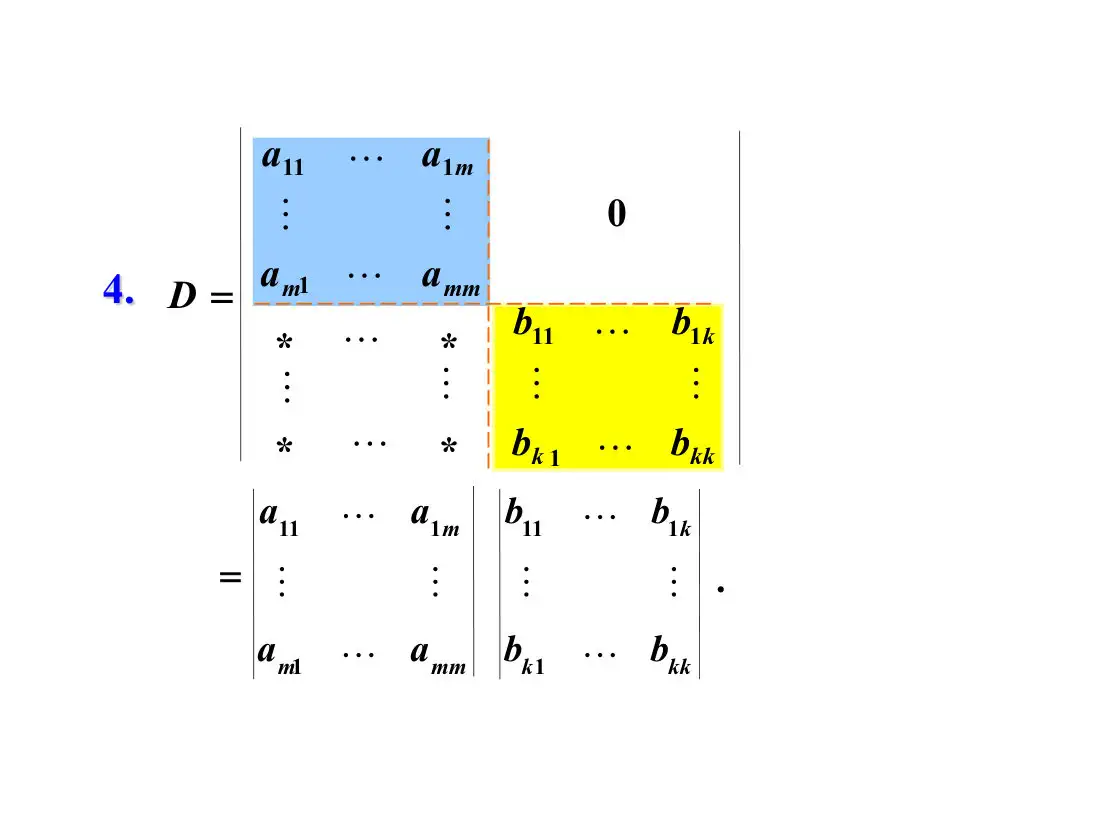 a11 ⋯ a1m
⋮ ⋮ 0
am1 ⋯ amm
4. D =
* ⋯ * b11 ⋯ b1k
⋮ ⋮ ⋮ ⋮
* ⋯ * bk1 ⋯ bkk
a11 ⋯ a1m b11 ⋯ b1k
= ⋮ ⋮ ⋮ ⋮ .
am1 ⋯ amm bk1 ⋯ bkk